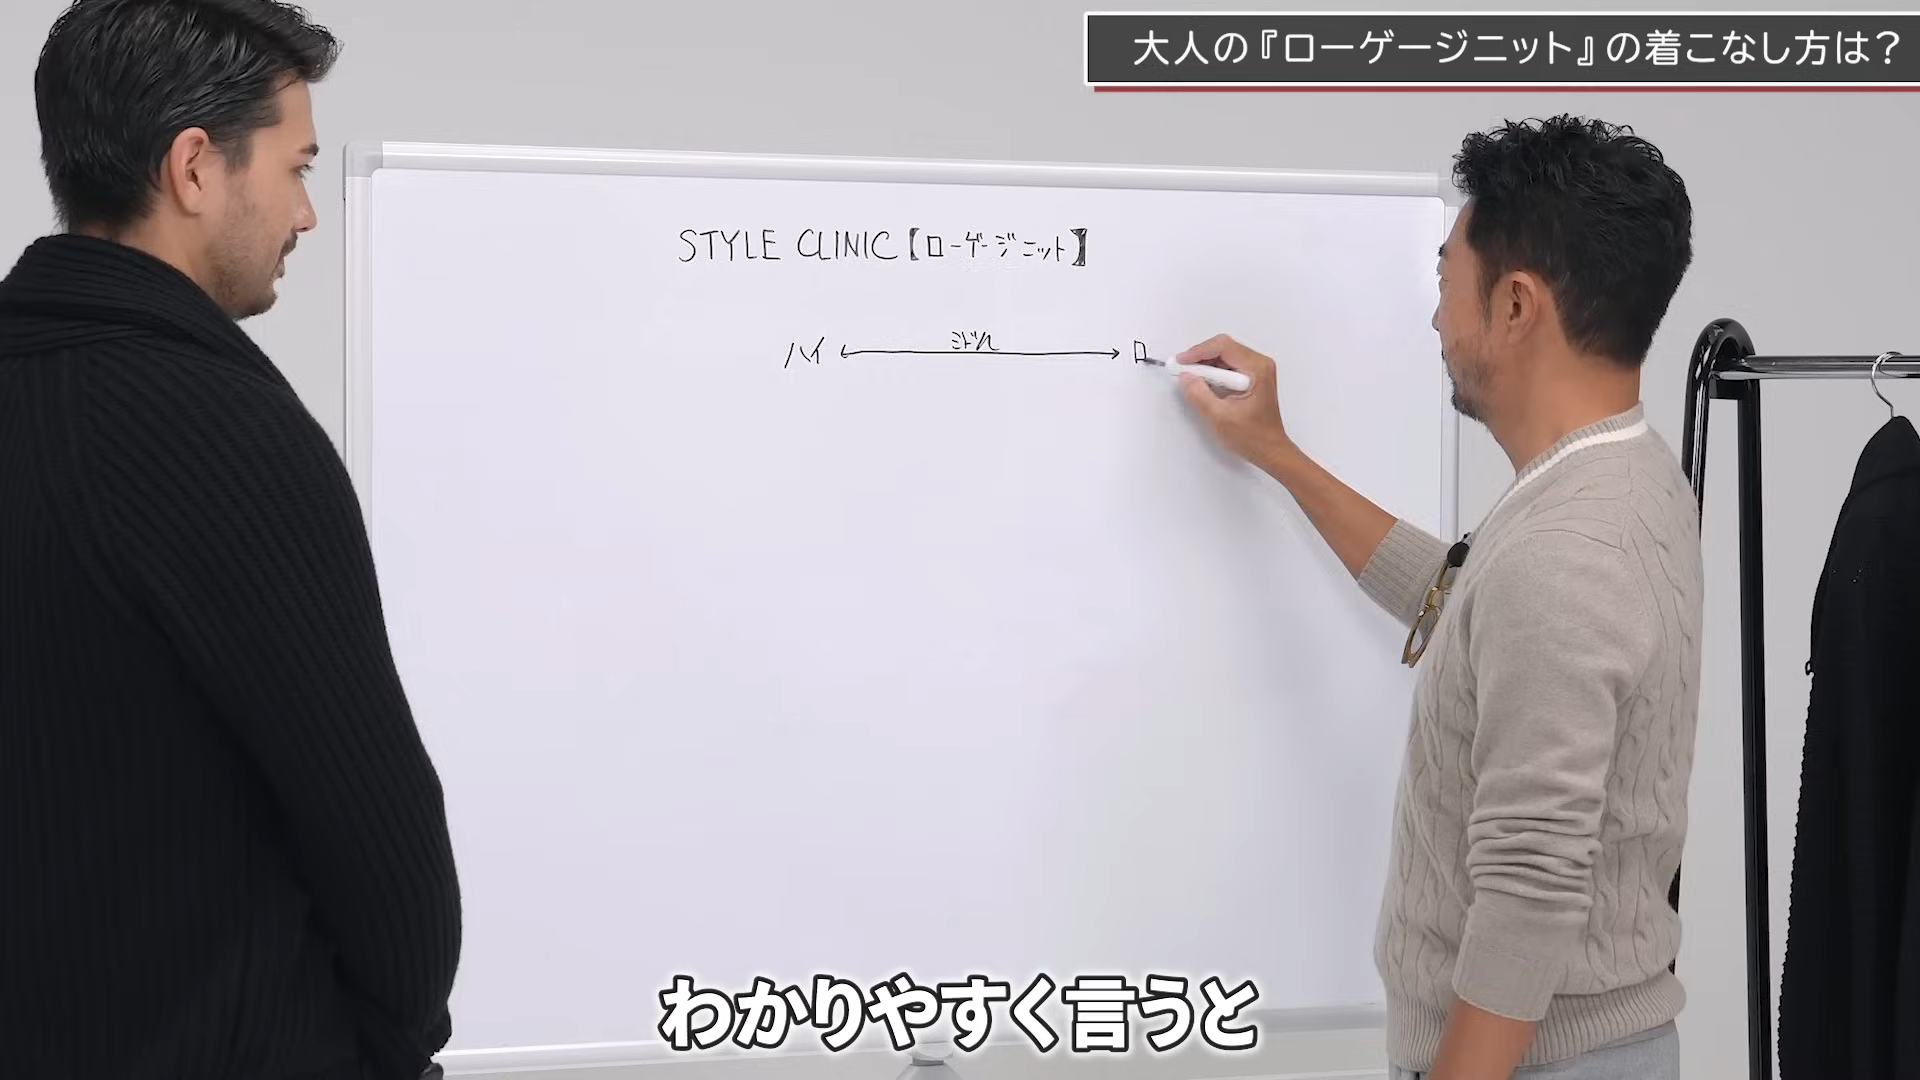 大人の『ローゲージニット』の着こなし方は？
STYLE CLINIC【ローゲージニット】
ハイ ミドル ロ
わかりやすく言うと